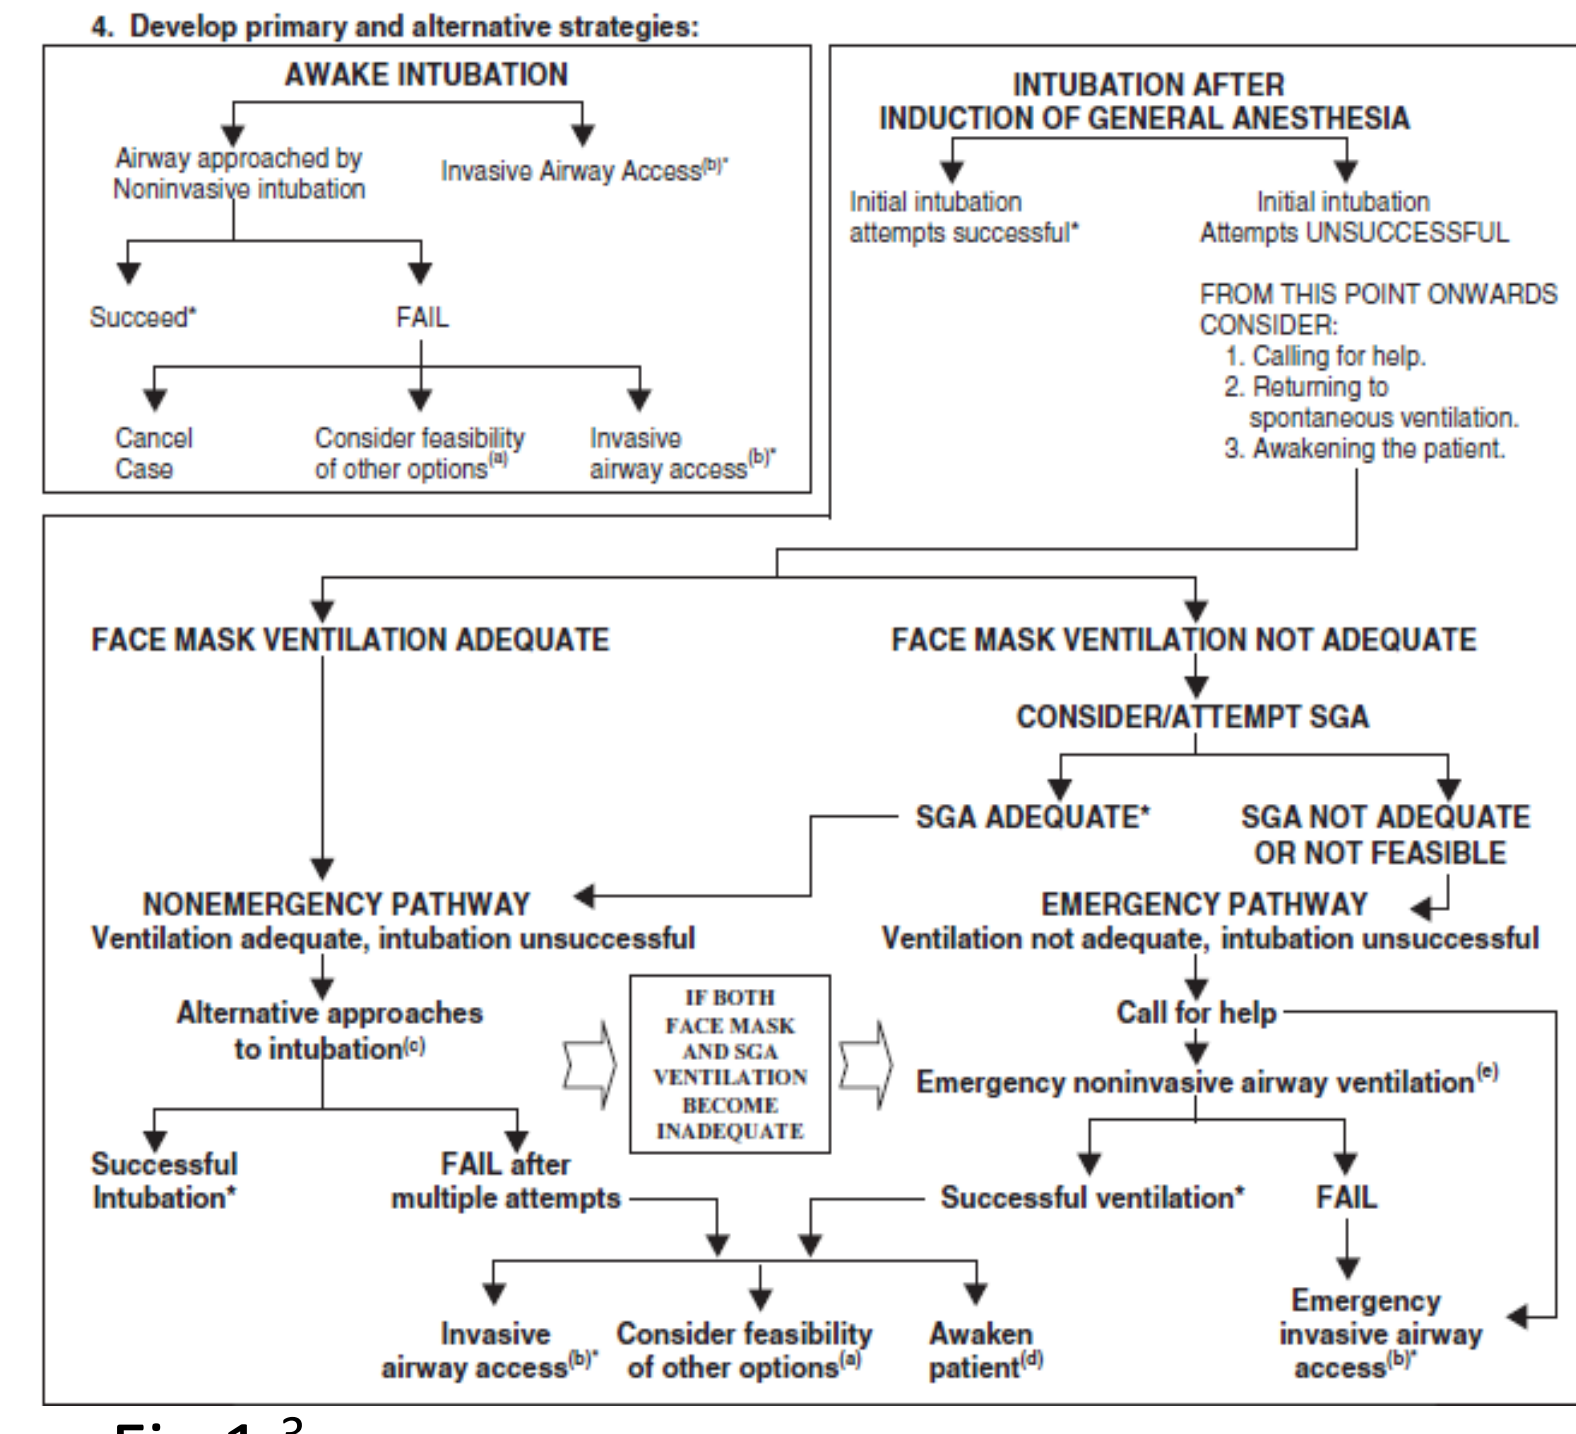 4. Develop primary and alternative strategies:
AWAKE INTUBATION
Airway approached by
Noninvasive intubation
Invasive Airway Access(b)*
Succeed*
FAIL
Cancel
Case
Consider feasibility
of other options(a)
Invasive
airway access(b)*
INTUBATION AFTER
INDUCTION OF GENERAL ANESTHESIA
Initial intubation
attempts successful*
Initial intubation
Attempts UNSUCCESSFUL
FROM THIS POINT ONWARDS
CONSIDER:
1. Calling for help.
2. Returning to
spontaneous ventilation.
3. Awakening the patient.
FACE MASK VENTILATION ADEQUATE
FACE MASK VENTILATION NOT ADEQUATE
CONSIDER/ATTEMPT SGA
SGA ADEQUATE*
SGA NOT ADEQUATE
OR NOT FEASIBLE
NONEMERGENCY PATHWAY
Ventilation adequate, intubation unsuccessful
EMERGENCY PATHWAY
Ventilation not adequate, intubation unsuccessful
Alternative approaches
to intubation(c)
IF BOTH
FACE MASK
AND SGA
VENTILATION
BECOME
INADEQUATE
Call for help
Emergency noninvasive airway ventilation(e)
Successful
Intubation*
FAIL after
multiple attempts
Successful ventilation*
FAIL
Invasive
airway access(b)*
Consider feasibility
of other options(a)
Awaken
patient(d)
Emergency
invasive airway
access(b)*